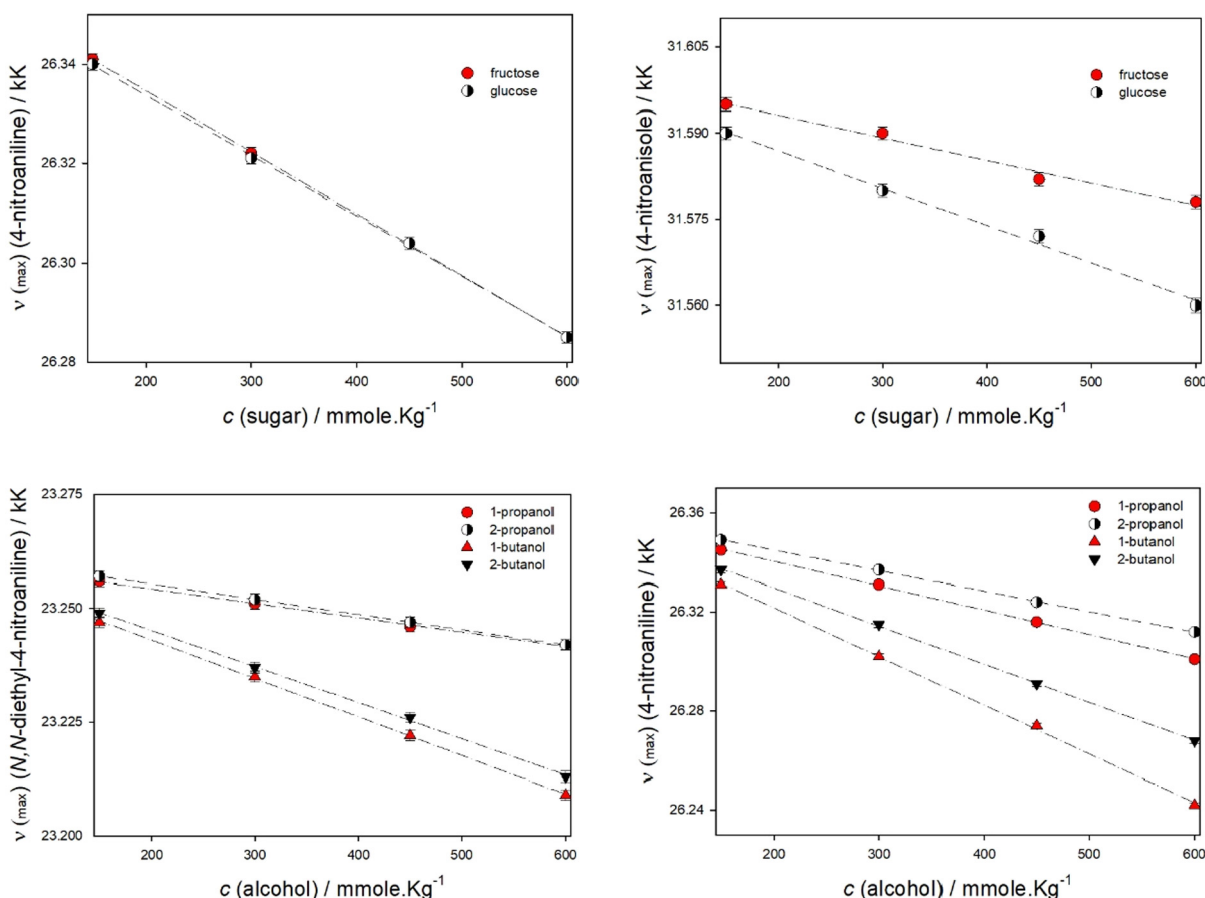 ν (max) (4-nitroaniline) / kK
26.34
26.32
26.30
26.28
fructose
glucose
200
300
400
500
600
c (sugar) / mmole.Kg⁻¹
ν (max) (4-nitroanisole) / kK
31.605
31.590
31.575
31.560
fructose
glucose
200
300
400
500
600
c (sugar) / mmole.Kg⁻¹
ν (max) (N,N-diethyl-4-nitroaniline) / kK
23.275
23.250
23.225
23.200
1-propanol
2-propanol
1-butanol
2-butanol
200
300
400
500
600
c (alcohol) / mmole.Kg⁻¹
ν (max) (4-nitroaniline) / kK
26.36
26.32
26.28
26.24
1-propanol
2-propanol
1-butanol
2-butanol
200
300
400
500
600
c (alcohol) / mmole.Kg⁻¹